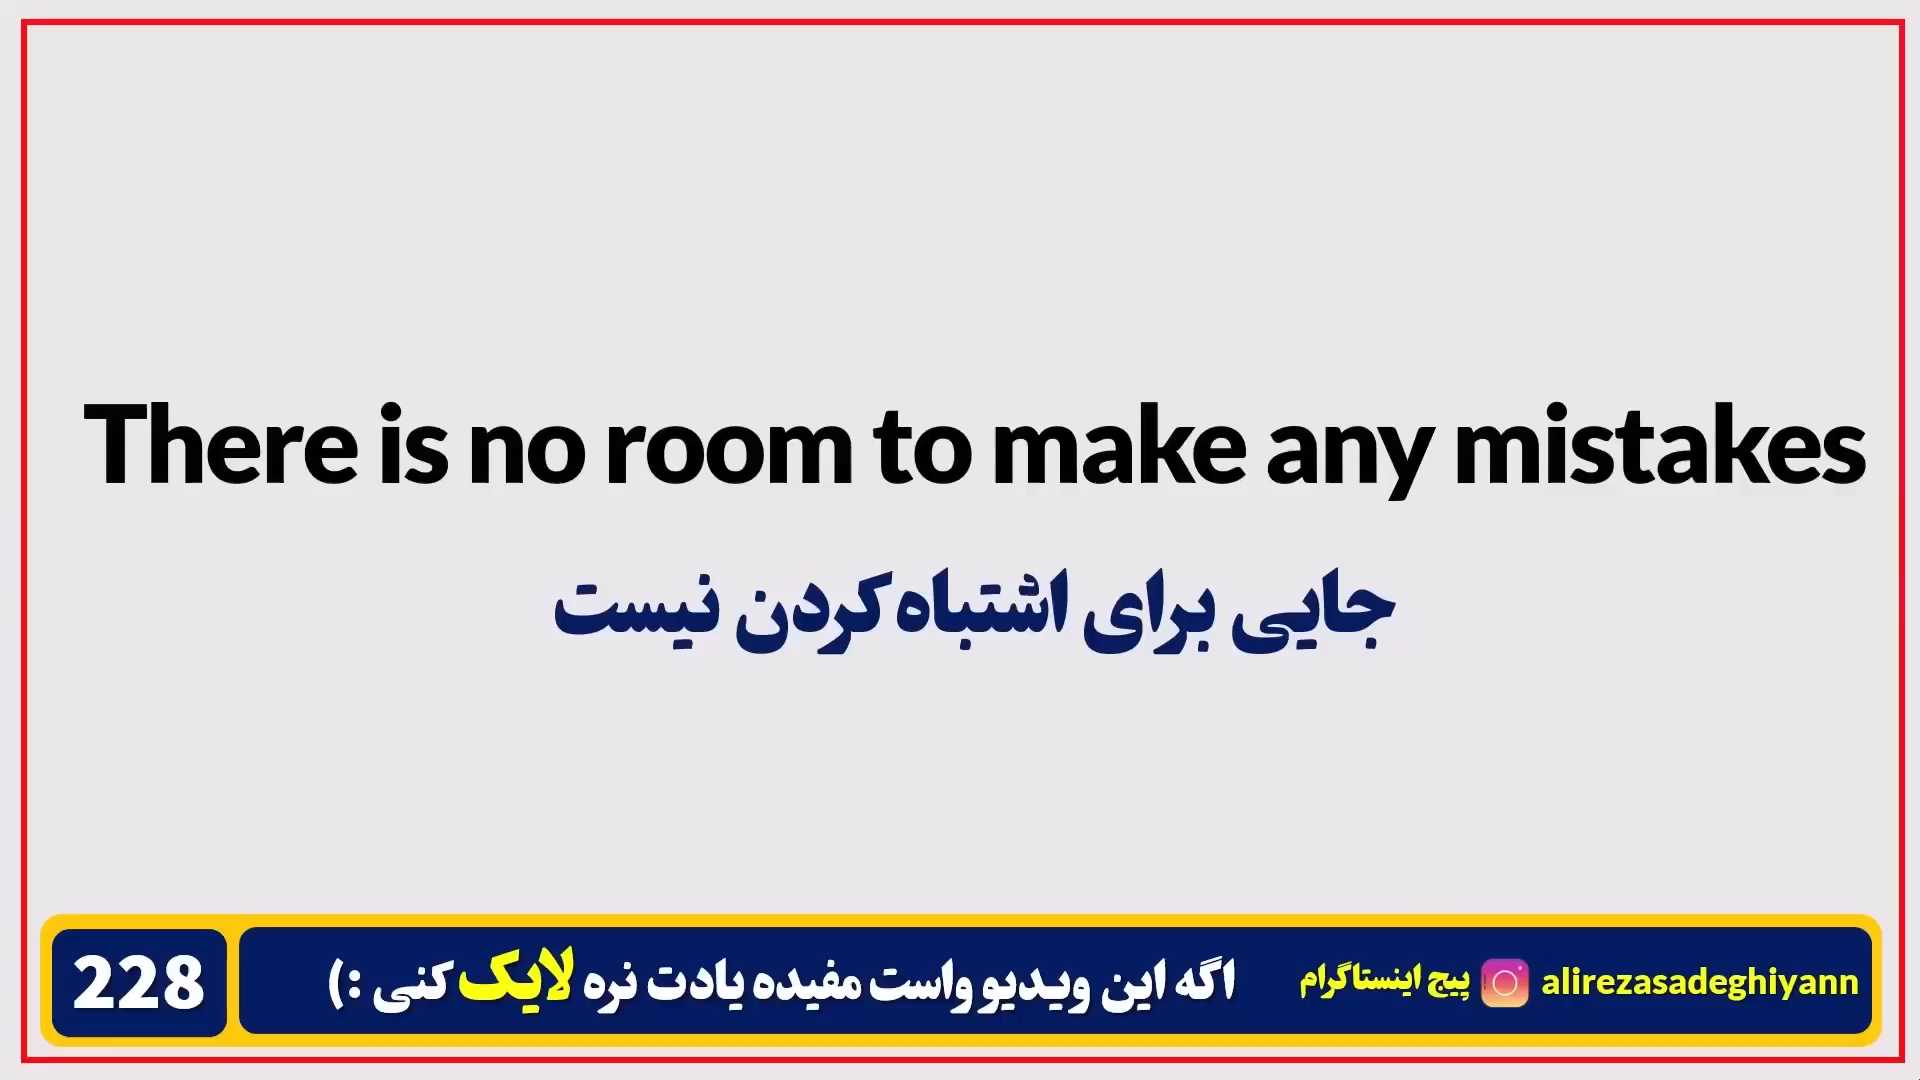 There is no room to make any mistakes
جایی برای اشتباه کردن نیست
228
اگه این ویدیو واست مفیده یادت نره لایک کنی :)
پیج اینستاگرام alirezasadeghiyann